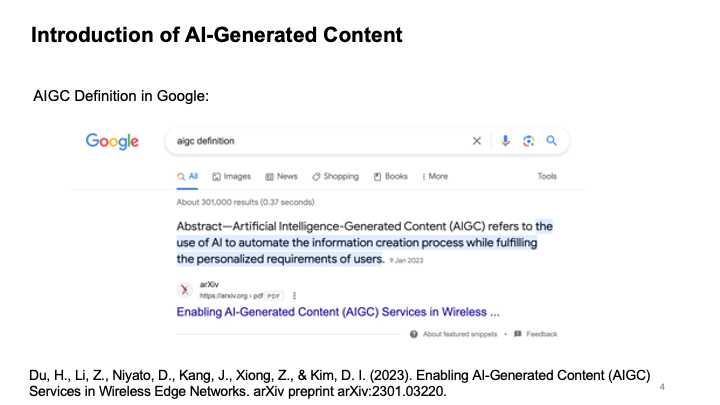 Introduction of AI-Generated Content
AIGC Definition in Google:
Google
aigc definition
All Images News Shopping Books More Tools
About 301,000 results (0.37 seconds)
Abstract—Artificial Intelligence-Generated Content (AIGC) refers to the
use of AI to automate the information creation process while fulfilling
the personalized requirements of users. 9 Jan 2023
arXiv
https://arxiv.org › pdf PDF
Enabling AI-Generated Content (AIGC) Services in Wireless ...
About featured snippets • Feedback
Du, H., Li, Z., Niyato, D., Kang, J., Xiong, Z., & Kim, D. I. (2023). Enabling AI-Generated Content (AIGC)
Services in Wireless Edge Networks. arXiv preprint arXiv:2301.03220.
4